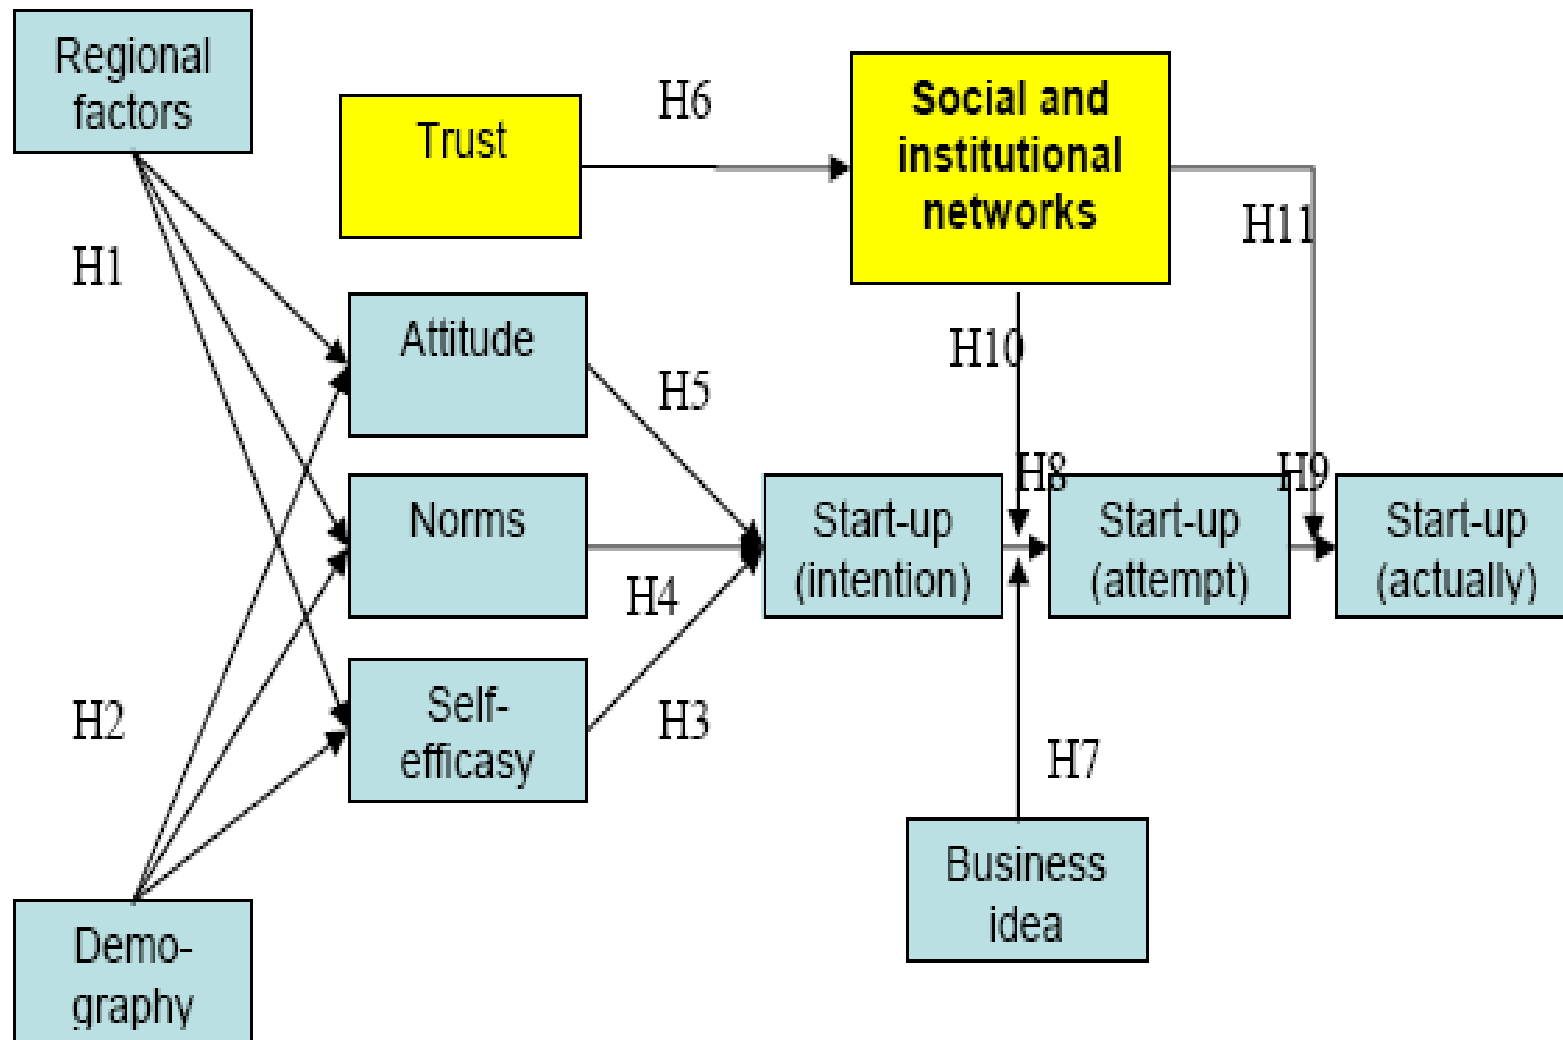 Regional
factors
Trust
H6
Social and
institutional
networks
H11
H1
Attitude
H10
H5
Norms
H8
H9
Start-up
(intention)
Start-up
(attempt)
Start-up
(actually)
H4
H2
Self-
efficasy
H3
H7
Business
idea
Demo-
graphy